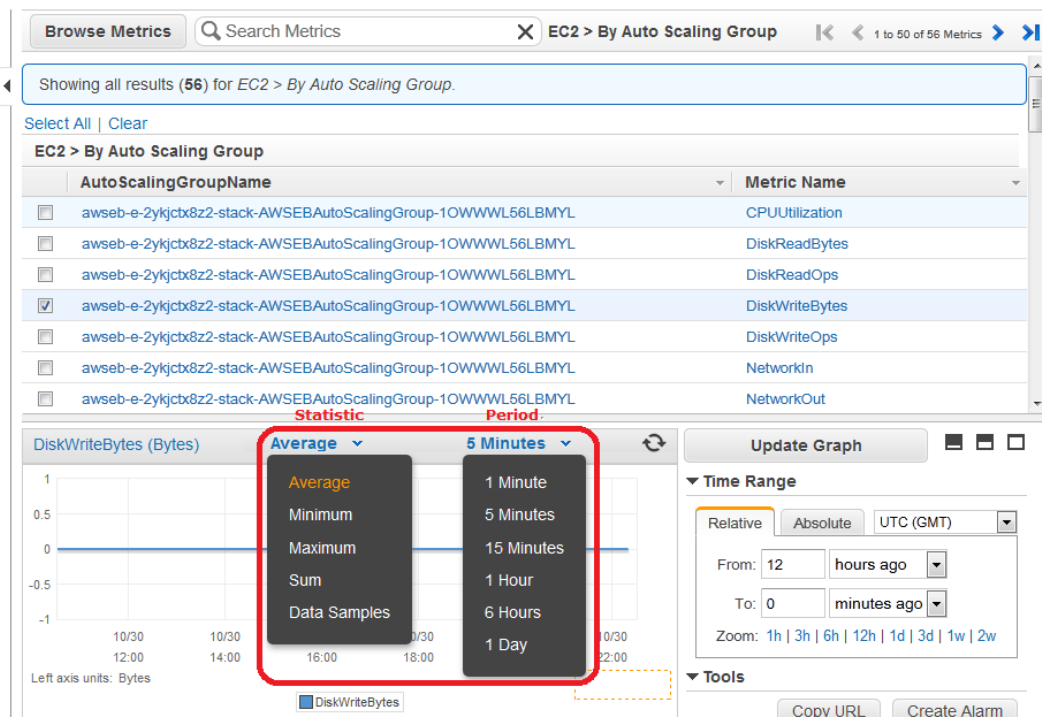 Browse Metrics Search Metrics EC2 > By Auto Scaling Group 1 to 50 of 56 Metrics
Showing all results (56) for EC2 > By Auto Scaling Group.
Select All | Clear
EC2 > By Auto Scaling Group
AutoScalingGroupName Metric Name
awseb-e-2ykjctx8z2-stack-AWSEBAutoScalingGroup-1OWWWL56LBMYL CPUUtilization
awseb-e-2ykjctx8z2-stack-AWSEBAutoScalingGroup-1OWWWL56LBMYL DiskReadBytes
awseb-e-2ykjctx8z2-stack-AWSEBAutoScalingGroup-1OWWWL56LBMYL DiskReadOps
awseb-e-2ykjctx8z2-stack-AWSEBAutoScalingGroup-1OWWWL56LBMYL DiskWriteBytes
awseb-e-2ykjctx8z2-stack-AWSEBAutoScalingGroup-1OWWWL56LBMYL DiskWriteOps
awseb-e-2ykjctx8z2-stack-AWSEBAutoScalingGroup-1OWWWL56LBMYL NetworkIn
awseb-e-2ykjctx8z2-stack-AWSEBAutoScalingGroup-1OWWWL56LBMYL NetworkOut
Statistic Period
DiskWriteBytes (Bytes) Average 5 Minutes
Average
Minimum
Maximum
Sum
Data Samples
1 Minute
5 Minutes
15 Minutes
1 Hour
6 Hours
1 Day
1
0.5
0
-0.5
-1
10/30 10/30 0/30 10/30
12:00 14:00 16:00 18:00 22:00
Left axis units: Bytes
DiskWriteBytes
Update Graph
Time Range
Relative Absolute UTC (GMT)
From: 12 hours ago
To: 0 minutes ago
Zoom: 1h | 3h | 6h | 12h | 1d | 3d | 1w | 2w
Tools
Copy URL Create Alarm